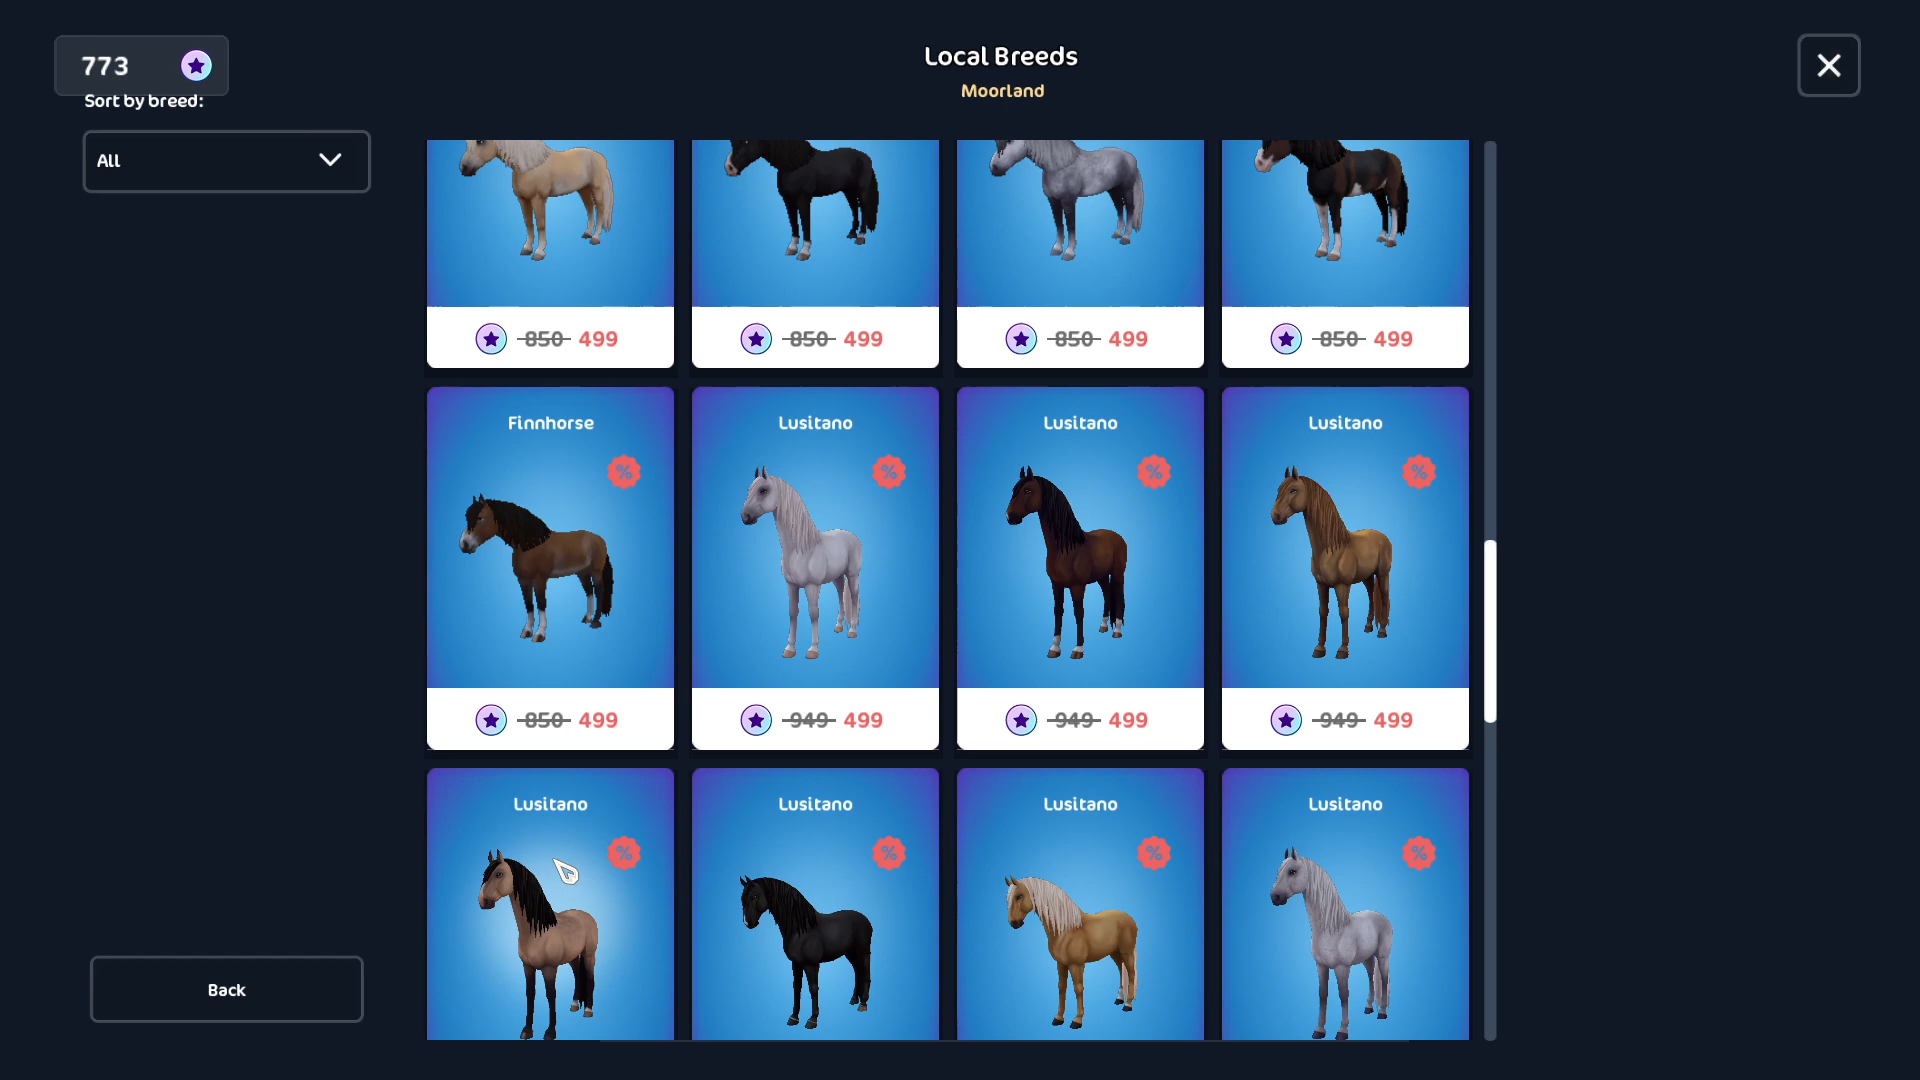 773
Local Breeds
Moorland
Sort by breed:
All
850 499
850 499
850 499
850 499
Finnhorse
Lusitano
Lusitano
Lusitano
%
%
%
%
850 499
949 499
949 499
949 499
Lusitano
Lusitano
Lusitano
Lusitano
%
%
%
%
Back